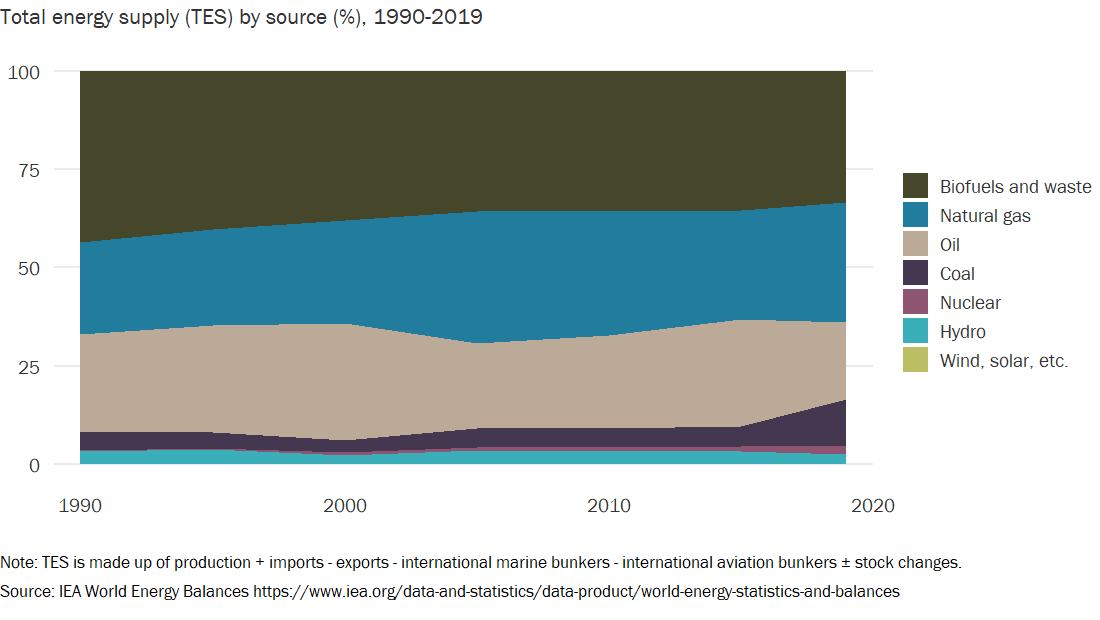 Total energy supply (TES) by source (%), 1990-2019
100
75
50
25
0
1990 2000 2010 2020
Biofuels and waste
Natural gas
Oil
Coal
Nuclear
Hydro
Wind, solar, etc.
Note: TES is made up of production + imports - exports - international marine bunkers - international aviation bunkers ± stock changes.
Source: IEA World Energy Balances https://www.iea.org/data-and-statistics/data-product/world-energy-statistics-and-balances